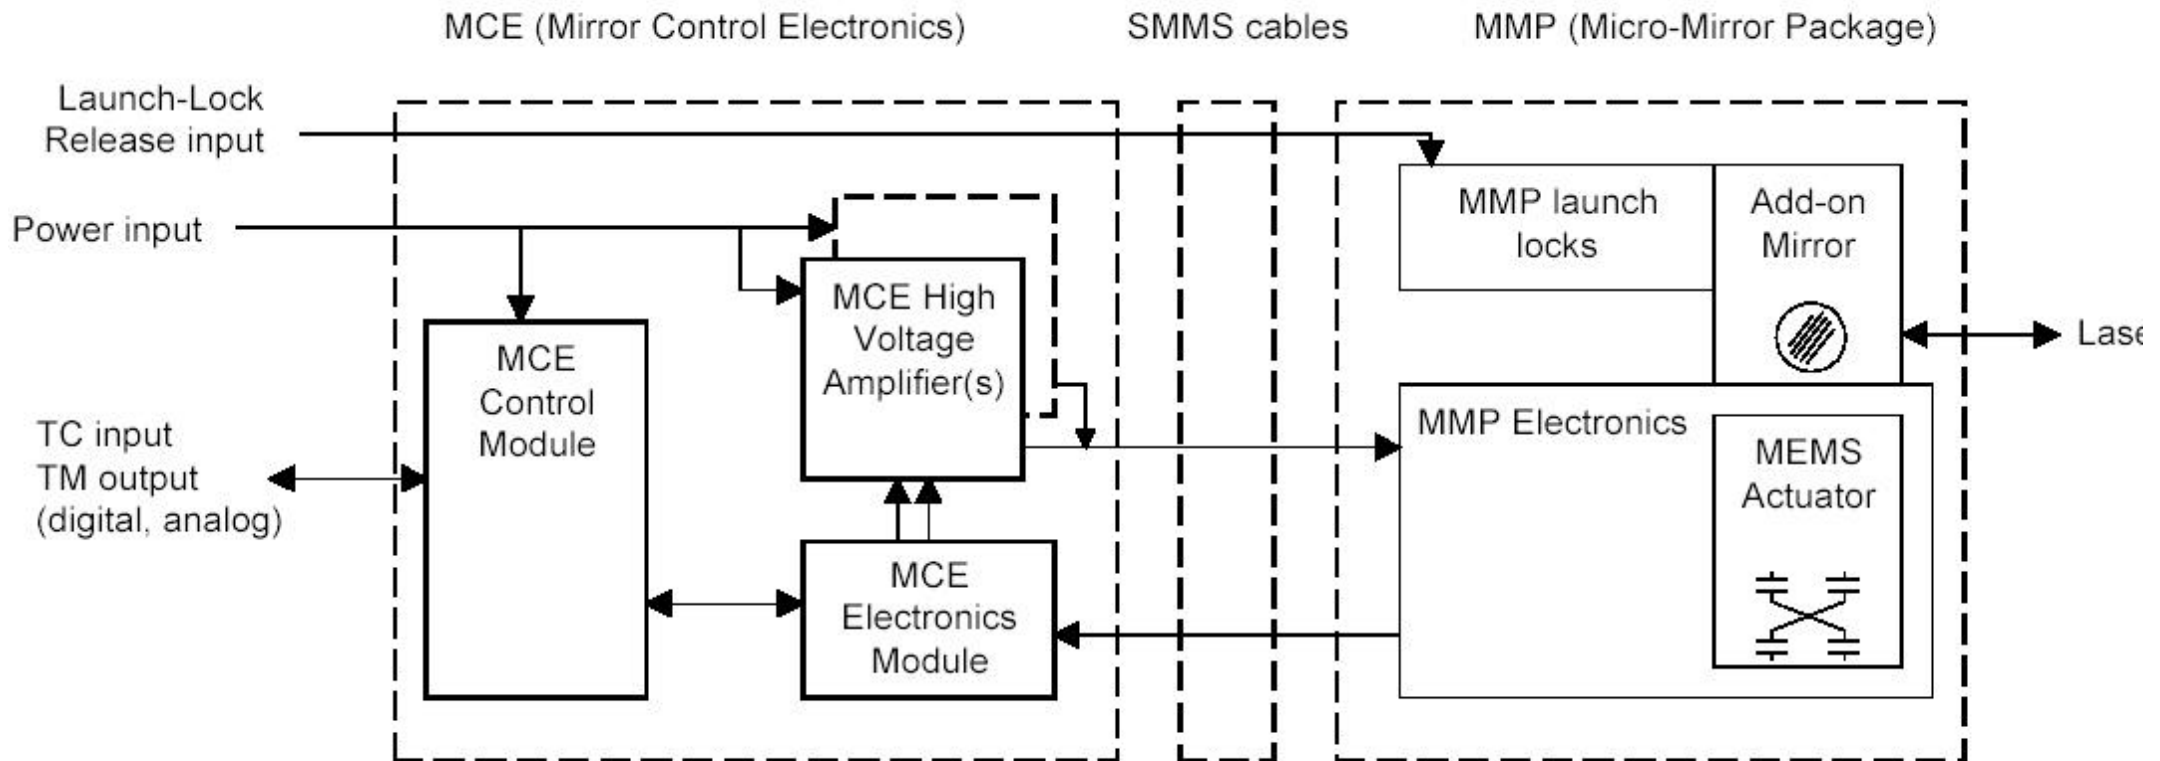 MCE (Mirror Control Electronics)
SMMS cables
MMP (Micro-Mirror Package)
Launch-Lock
Release input
Power input
TC input
TM output
(digital, analog)
MCE
Control
Module
MCE High
Voltage
Amplifier(s)
MCE
Electronics
Module
MMP launch
locks
Add-on
Mirror
MMP Electronics
MEMS
Actuator